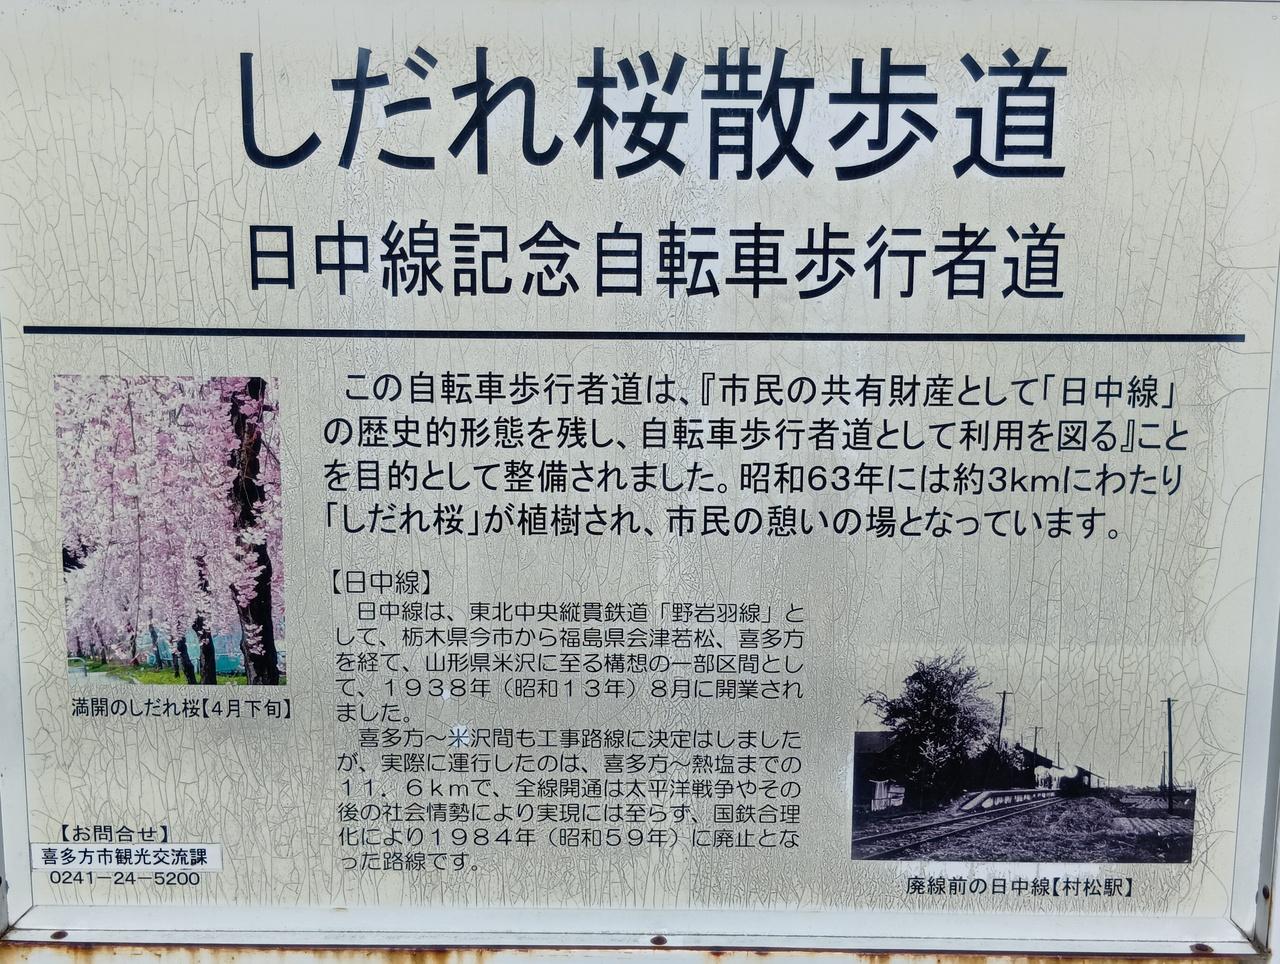 しだれ桜散歩道
日中線記念自転車歩行者道
この自転車歩行者道は、『市民の共有財産として「日中線」
の歴史的形態を残し、自転車歩行者道として利用を図る』こと
を目的として整備されました。昭和63年には約3kmにわたり
「しだれ桜」が植樹され、市民の憩いの場となっています。
満開のしだれ桜【4月下旬】
【日中線】
日中線は、東北中央縦貫鉄道「野岩羽線」と
して、栃木県今市から福島県会津若松、喜多方
を経て、山形県米沢に至る構想の一部区間とし
て、1938年（昭和13年）8月に開業され
ました。
喜多方～米沢間も工事路線に決定はしました
が、実際に運行したのは、喜多方～熱塩までの
11．6kmで、全線開通は太平洋戦争やその
後の社会情勢により実現には至らず、国鉄合理
化により1984年（昭和59年）に廃止とな
った路線です。
【お問合せ】
喜多方市観光交流課
0241－24－5200
廃線前の日中線【村松駅】